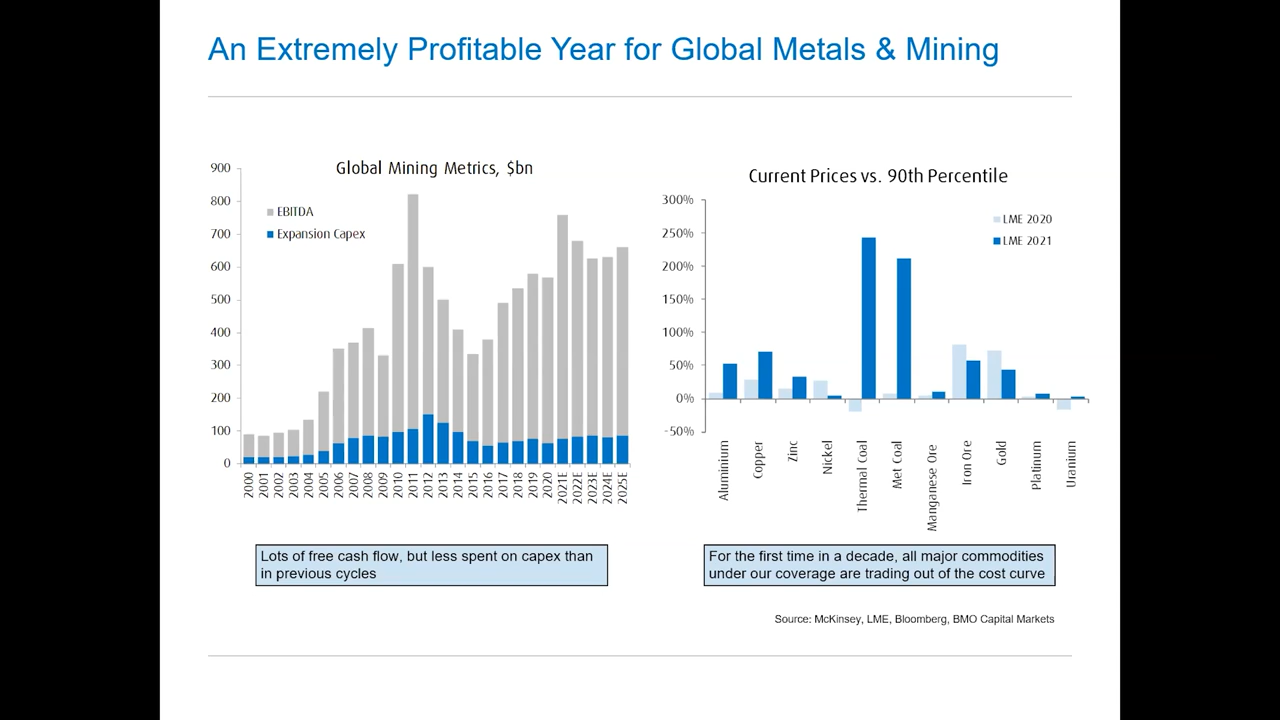 An Extremely Profitable Year for Global Metals & Mining
Global Mining Metrics, $bn
900
800
700
600
500
400
300
200
100
0
EBITDA
Expansion Capex
2000
2001
2002
2003
2004
2005
2006
2007
2008
2009
2010
2011
2012
2013
2014
2015
2016
2017
2018
2019
2020
2021E
2022E
2023E
2024E
2025E
Lots of free cash flow, but less spent on capex than
in previous cycles
Current Prices vs. 90th Percentile
300%
250%
200%
150%
100%
50%
0%
-50%
LME 2020
LME 2021
Aluminium
Copper
Zinc
Nickel
Thermal Coal
Met Coal
Manganese Ore
Iron Ore
Gold
Platinum
Uranium
For the first time in a decade, all major commodities
under our coverage are trading out of the cost curve
Source: McKinsey, LME, Bloomberg, BMO Capital Markets